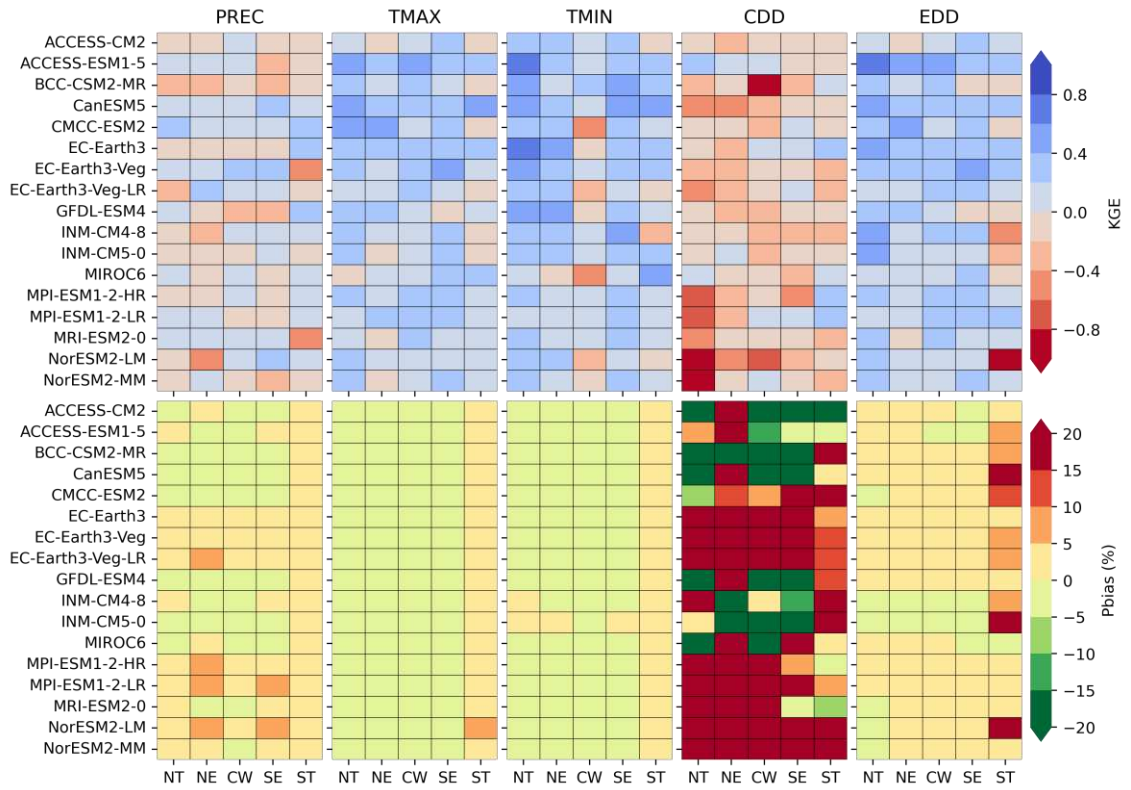 PREC TMAX TMIN CDD EDD
ACCESS-CM2
ACCESS-ESM1-5
BCC-CSM2-MR
CanESM5
CMCC-ESM2
EC-Earth3
EC-Earth3-Veg
EC-Earth3-Veg-LR
GFDL-ESM4
INM-CM4-8
INM-CM5-0
MIROC6
MPI-ESM1-2-HR
MPI-ESM1-2-LR
MRI-ESM2-0
NorESM2-LM
NorESM2-MM
0.8
0.4
0.0
−0.4
−0.8
KGE
ACCESS-CM2
ACCESS-ESM1-5
BCC-CSM2-MR
CanESM5
CMCC-ESM2
EC-Earth3
EC-Earth3-Veg
EC-Earth3-Veg-LR
GFDL-ESM4
INM-CM4-8
INM-CM5-0
MIROC6
MPI-ESM1-2-HR
MPI-ESM1-2-LR
MRI-ESM2-0
NorESM2-LM
NorESM2-MM
20
15
10
5
0
−5
−10
−15
−20
Pbias (%)
NT NE CW SE ST NT NE CW SE ST NT NE CW SE ST NT NE CW SE ST NT NE CW SE ST